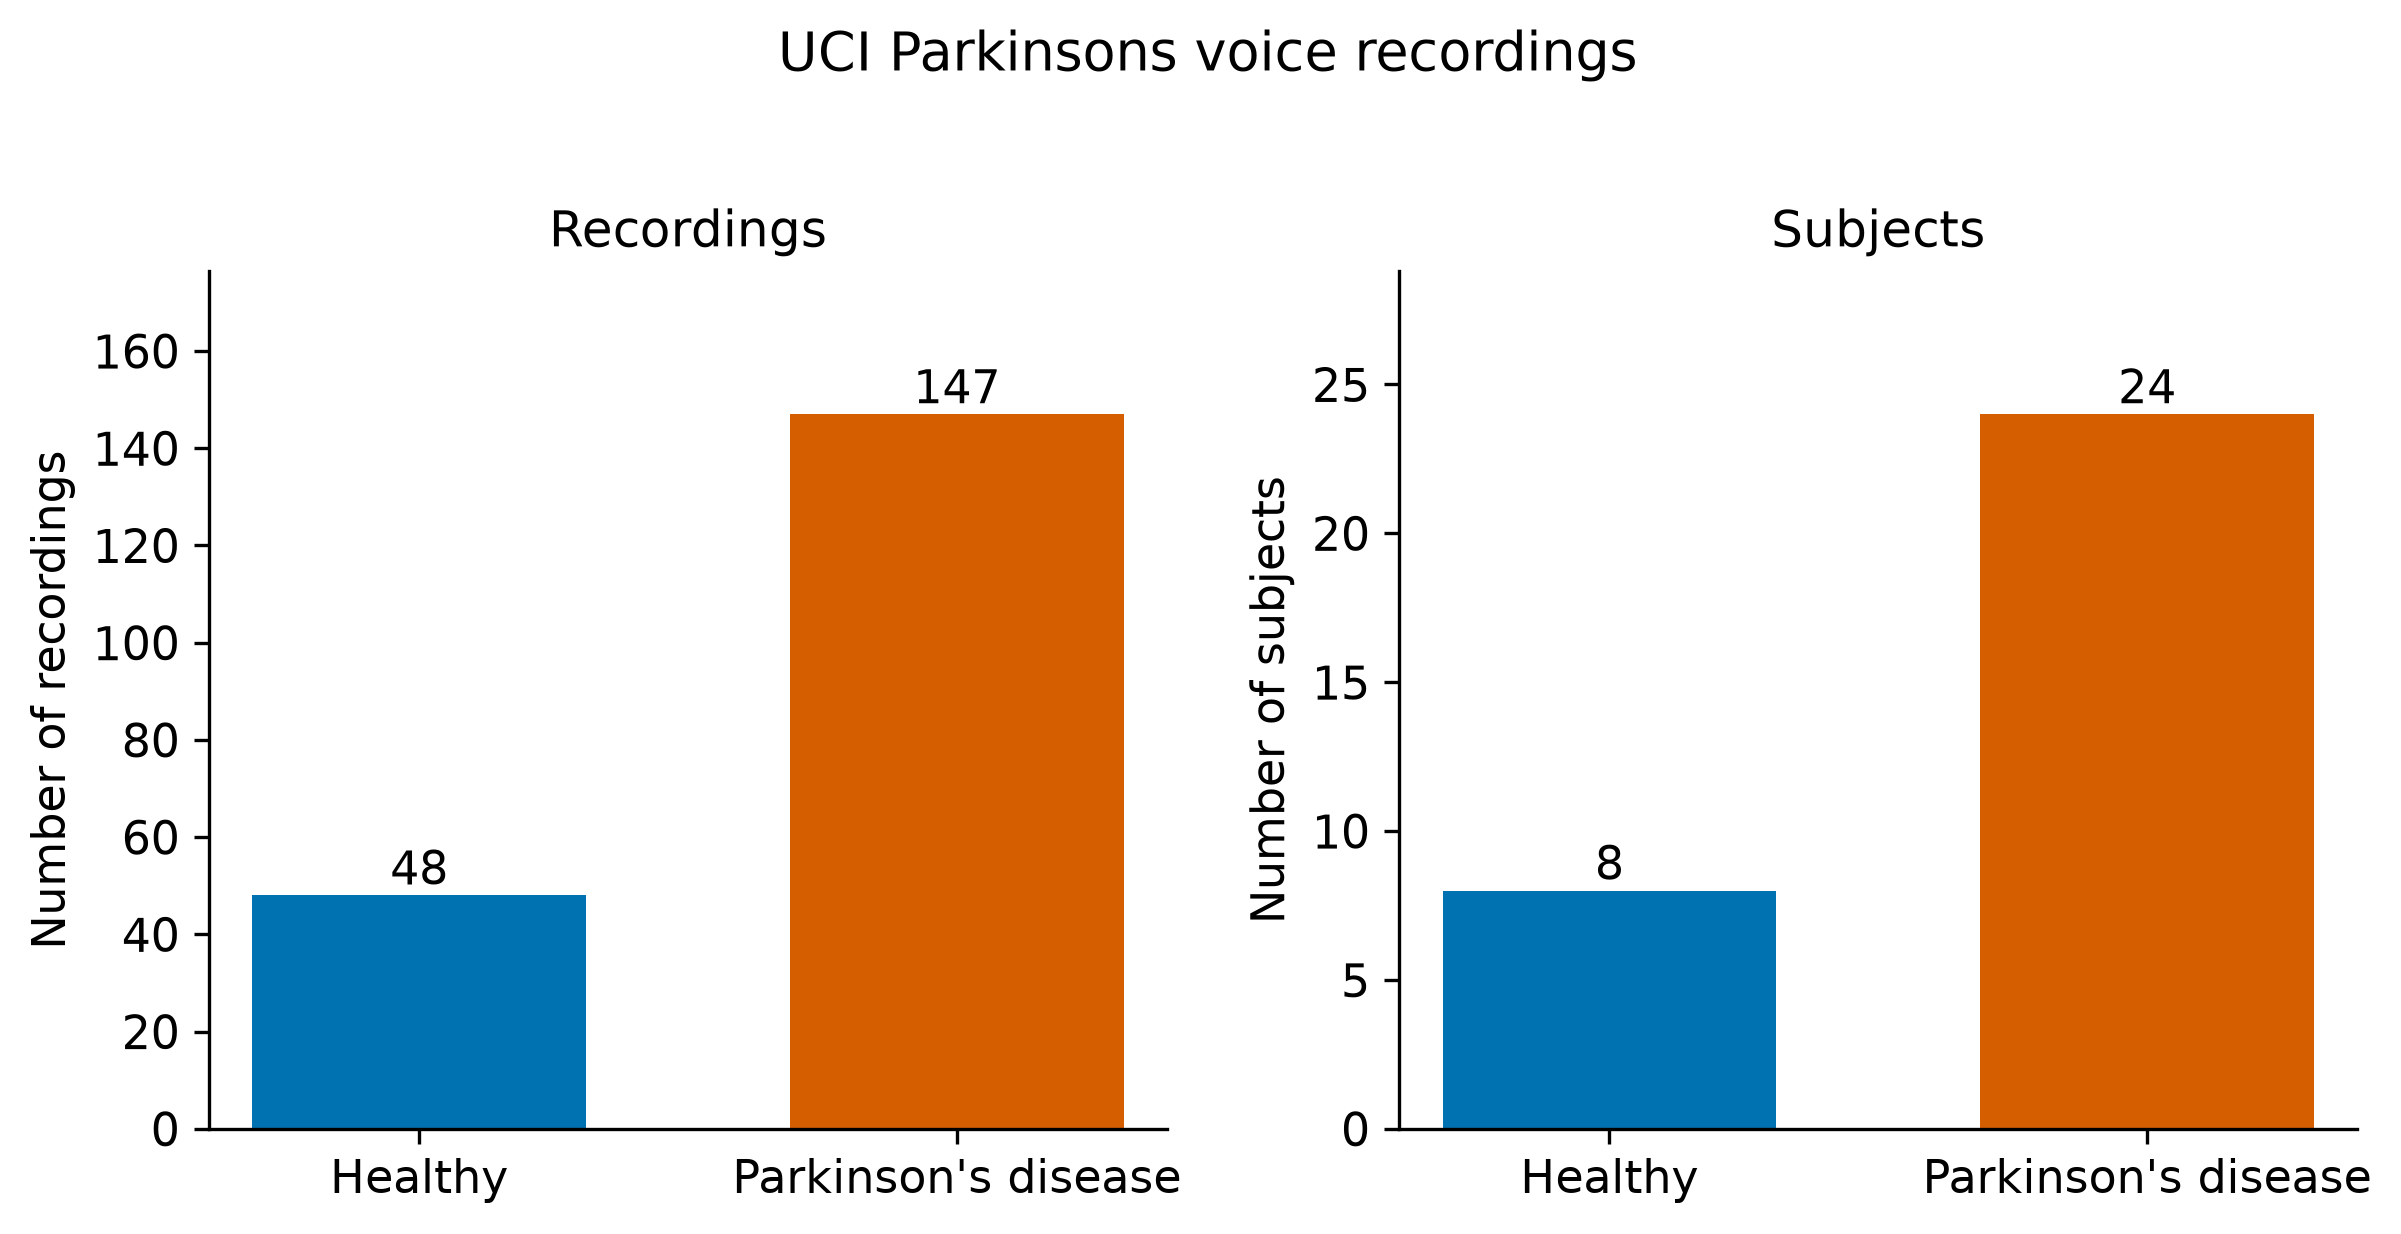 UCI Parkinsons voice recordings
Recordings
Number of recordings
160
140
120
100
80
60
40
20
0
147
48
Healthy
Parkinson's disease
Subjects
Number of subjects
25
20
15
10
5
0
24
8
Healthy
Parkinson's disease